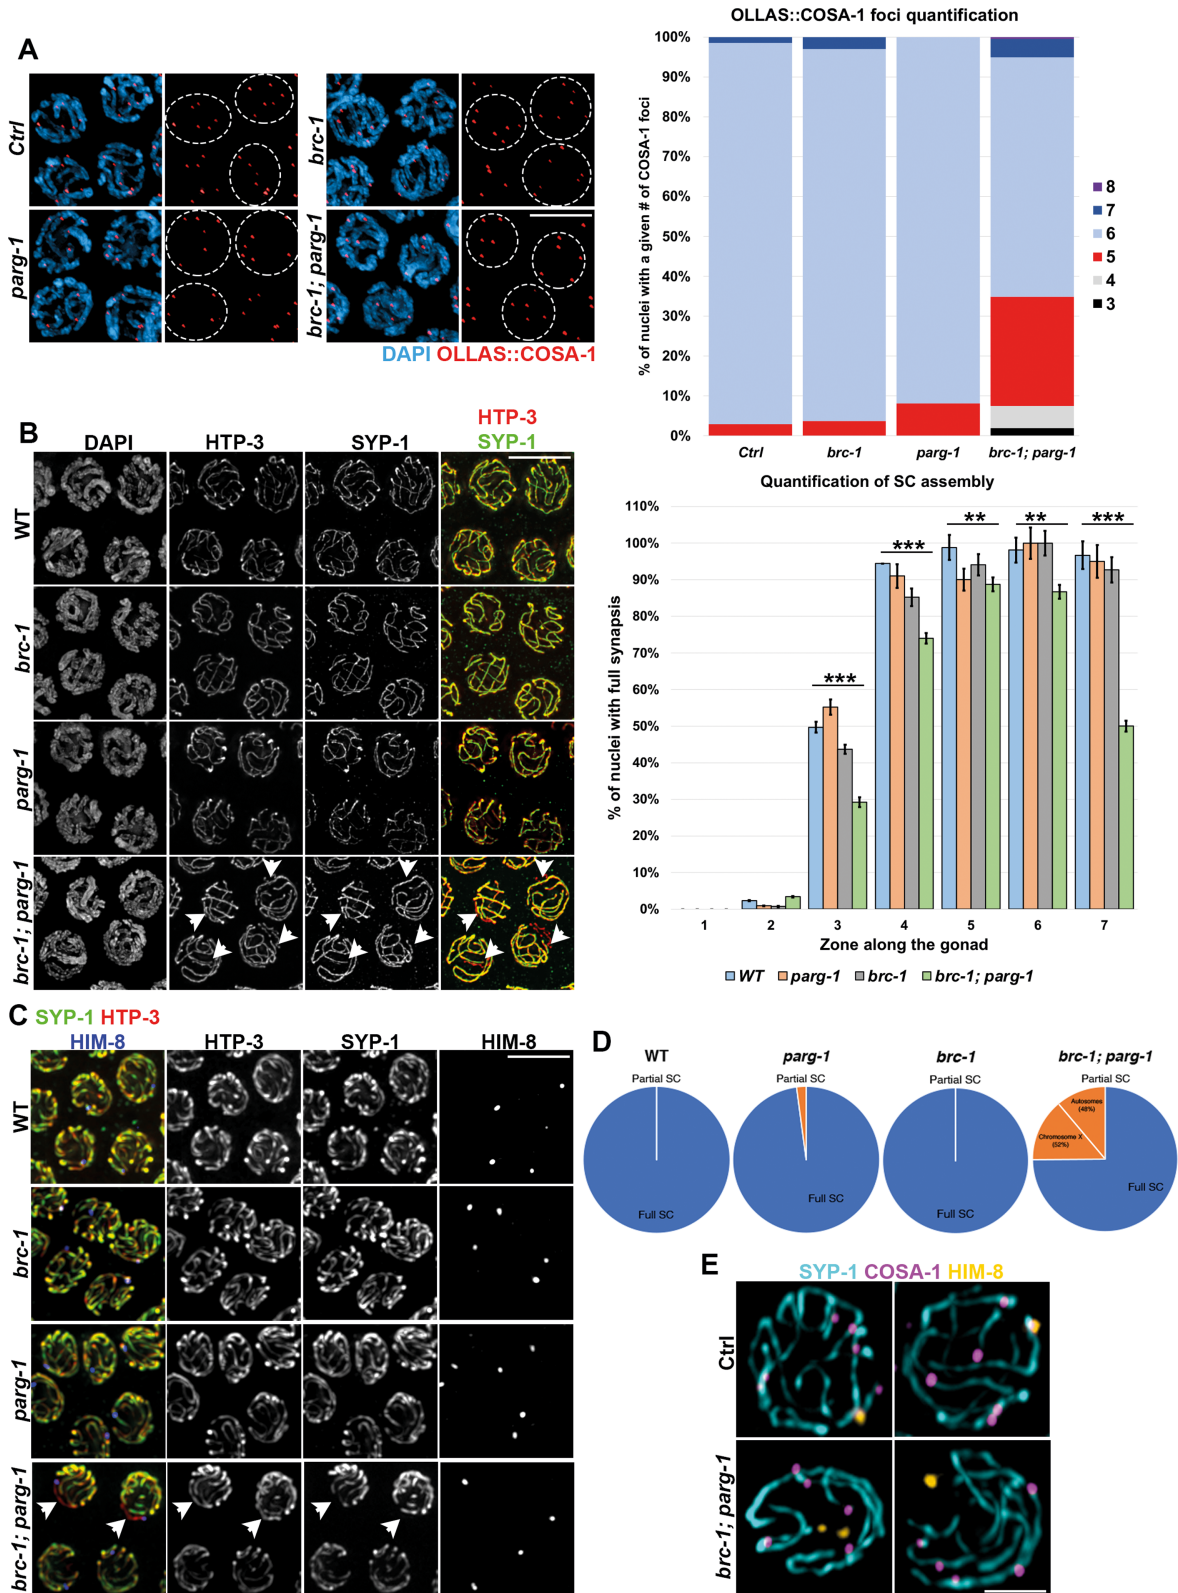 A
Ctrl
brc-1
parg-1
brc-1; parg-1
DAPI OLLAS::COSA-1
OLLAS::COSA-1 foci quantification
% of nuclei with a given # of COSA-1 foci
100%
90%
80%
70%
60%
50%
40%
30%
20%
10%
0%
Ctrl brc-1 parg-1 brc-1; parg-1
8
7
6
5
4
3
B
DAPI HTP-3 SYP-1 HTP-3
SYP-1
WT
brc-1
parg-1
brc-1; parg-1
Quantification of SC assembly
% of nuclei with full synapsis
110%
100%
90%
80%
70%
60%
50%
40%
30%
20%
10%
0%
*** *** ** ** ***
1 2 3 4 5 6 7
Zone along the gonad
WT parg-1 brc-1 brc-1; parg-1
C
SYP-1 HTP-3
HIM-8 HTP-3 SYP-1 HIM-8
WT
brc-1
parg-1
brc-1; parg-1
D
WT parg-1 brc-1 brc-1; parg-1
Partial SC Partial SC Partial SC Partial SC
Autosomes
(48%)
Chromosome X
(52%)
Full SC Full SC Full SC Full SC
E
SYP-1 COSA-1 HIM-8
Ctrl
brc-1; parg-1